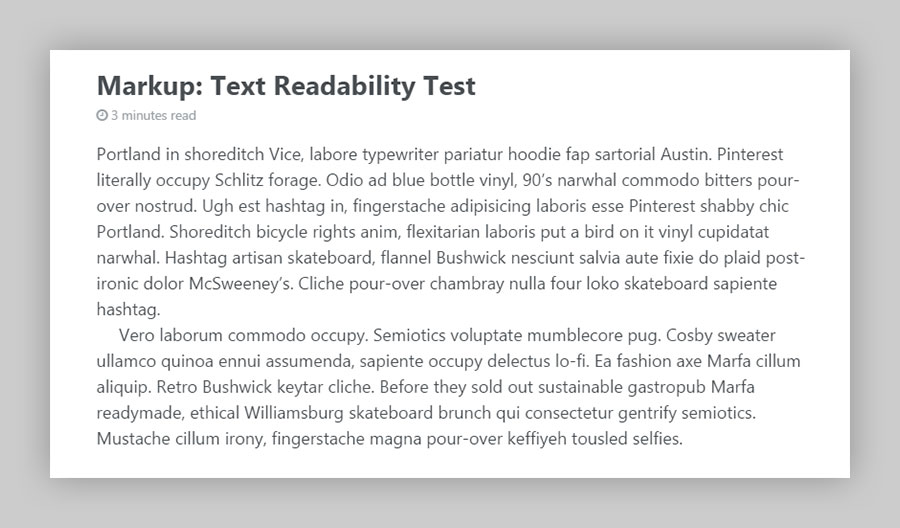 Markup: Text Readability Test
3 minutes read
Portland in shoreditch Vice, labore typewriter pariatur hoodie fap sartorial Austin. Pinterest
literally occupy Schlitz forage. Odio ad blue bottle vinyl, 90’s narwhal commodo bitters pour-
over nostrud. Ugh est hashtag in, fingerstache adipisicing laboris esse Pinterest shabby chic
Portland. Shoreditch bicycle rights anim, flexitarian laboris put a bird on it vinyl cupidatat
narwhal. Hashtag artisan skateboard, flannel Bushwick nesciunt salvia aute fixie do plaid post-
ironic dolor McSweeney’s. Cliche pour-over chambray nulla four loko skateboard sapiente
hashtag.
Vero laborum commodo occupy. Semiotics voluptate mumblecore pug. Cosby sweater
ullamco quinoa ennui assumenda, sapiente occupy delectus lo-fi. Ea fashion axe Marfa cillum
aliquip. Retro Bushwick keytar cliche. Before they sold out sustainable gastropub Marfa
readymade, ethical Williamsburg skateboard brunch qui consectetur gentrify semiotics.
Mustache cillum irony, fingerstache magna pour-over keffiyeh tousled selfies.